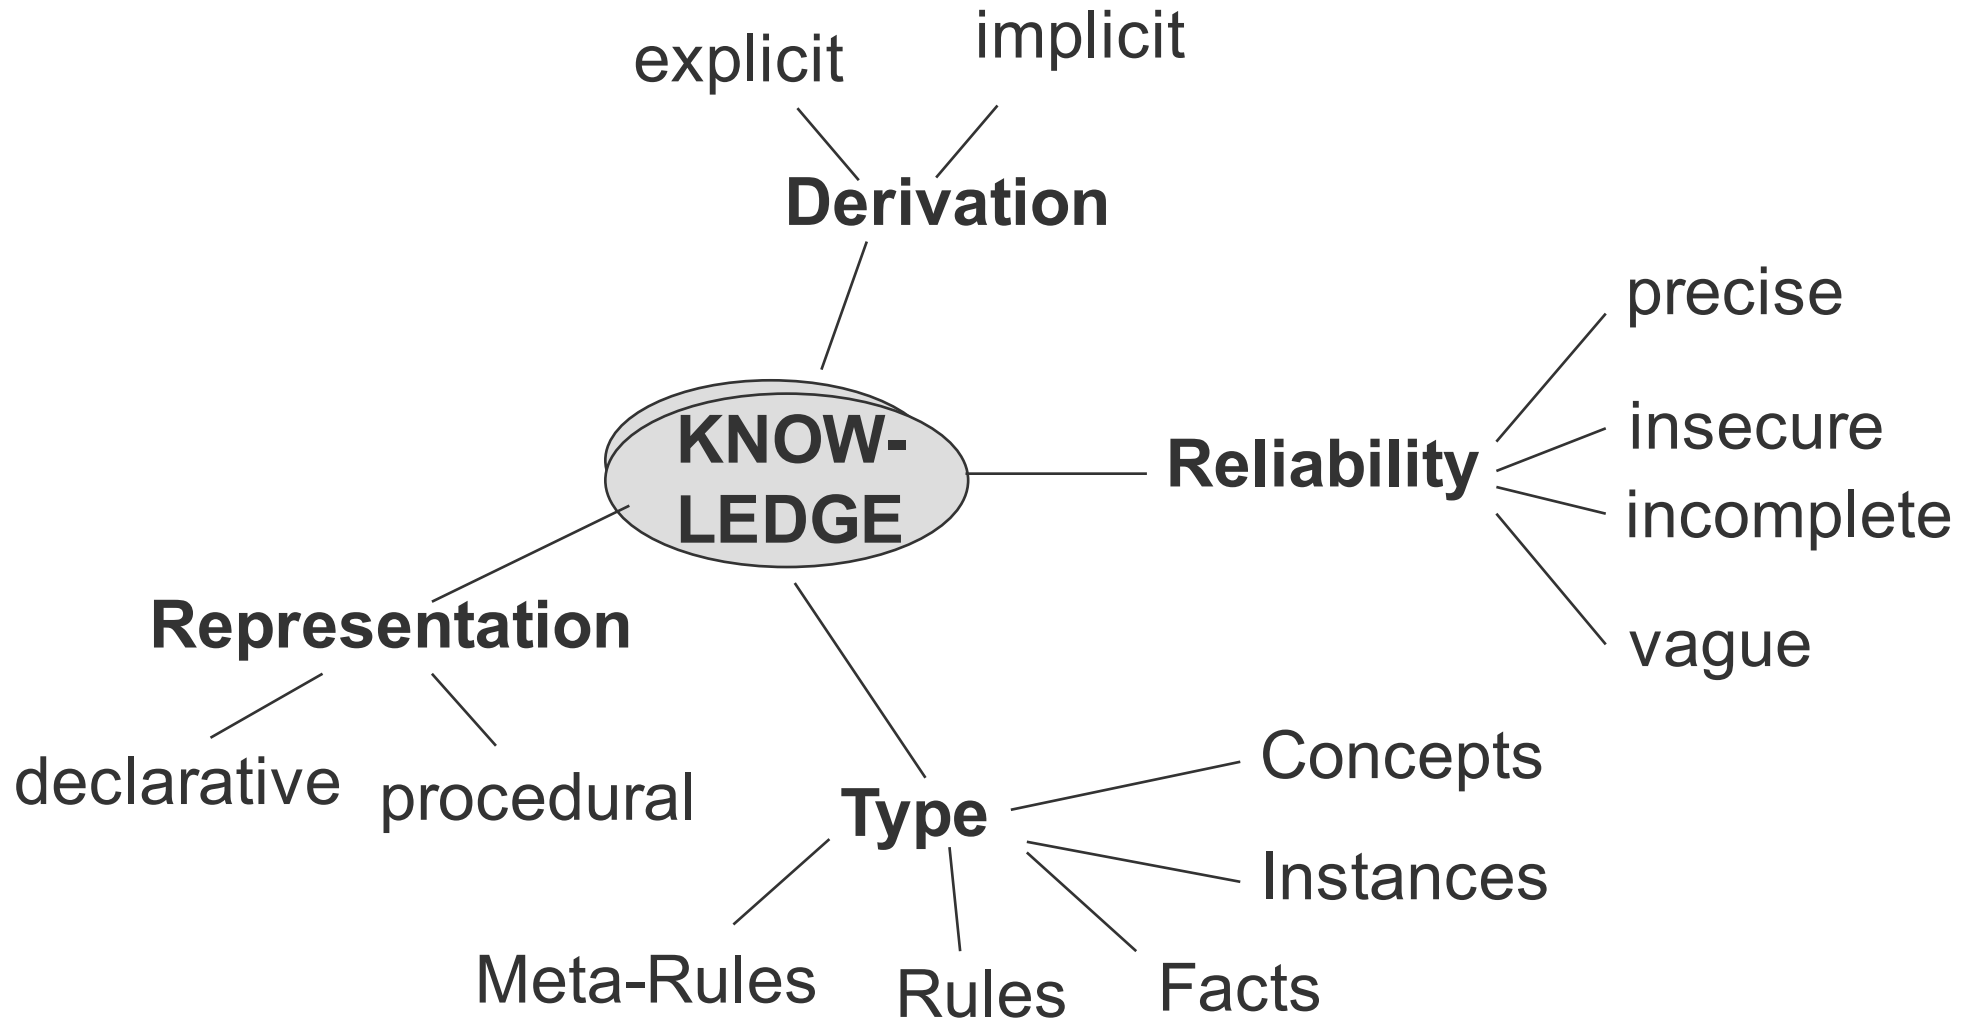 implicit
explicit
Derivation
precise
KNOW-
LEDGE
Reliability
insecure
incomplete
vague
Representation
declarative
procedural
Type
Concepts
Instances
Meta-Rules
Rules
Facts